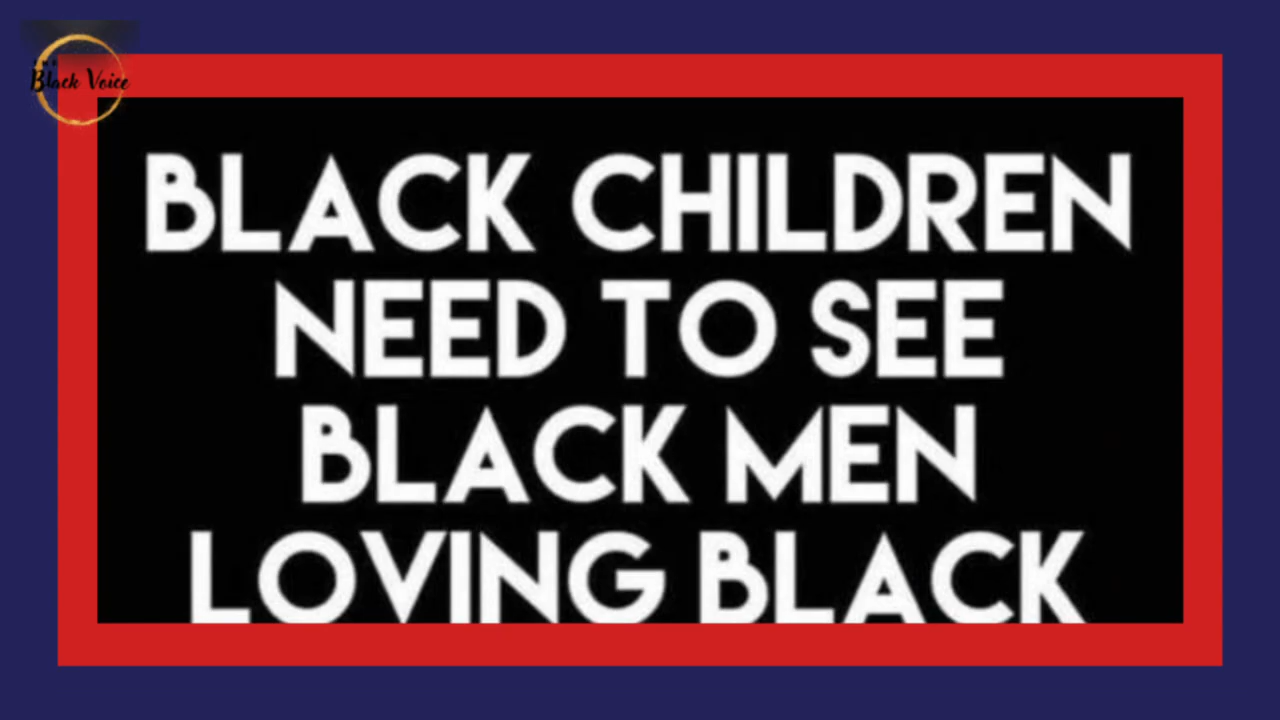 Black Voice
BLACK CHILDREN
NEED TO SEE
BLACK MEN
LOVING BLACK